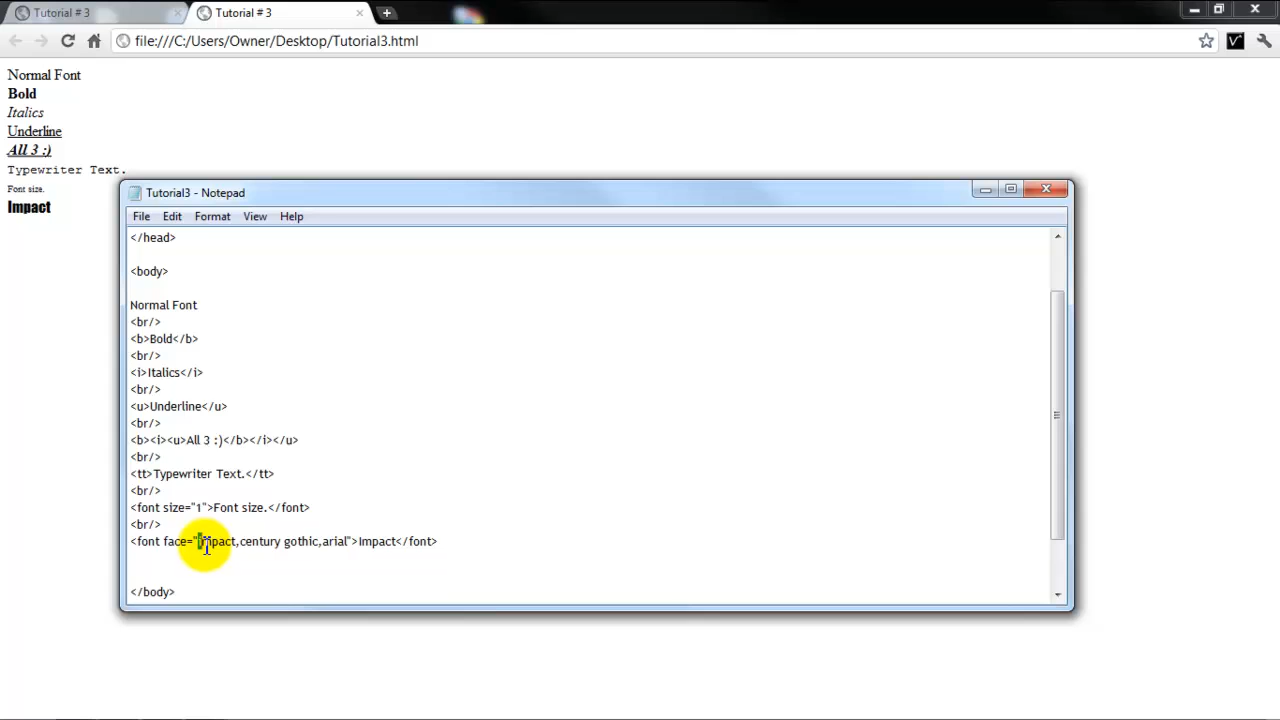 Tutorial # 3
Tutorial # 3
file:///C:/Users/Owner/Desktop/Tutorial3.html
Normal Font
Bold
Italics
Underline
All 3 :)
Typewriter Text.
Font size.
Impact
Tutorial3 - Notepad
File Edit Format View Help
</head>
<body>
Normal Font
<br/>
<b>Bold</b>
<br/>
<i>Italics</i>
<br/>
<u>Underline</u>
<br/>
<b><i><u>All 3 :)</b></i></u>
<br/>
<tt>Typewriter Text.</tt>
<br/>
<font size="1">Font size.</font>
<br/>
<font face="impact,century gothic,arial">Impact</font>
</body>